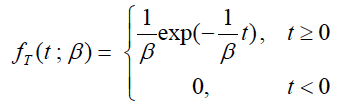 f_T(t ; β) = { 1/β exp(−1/β t), t ≥ 0
0, t < 0